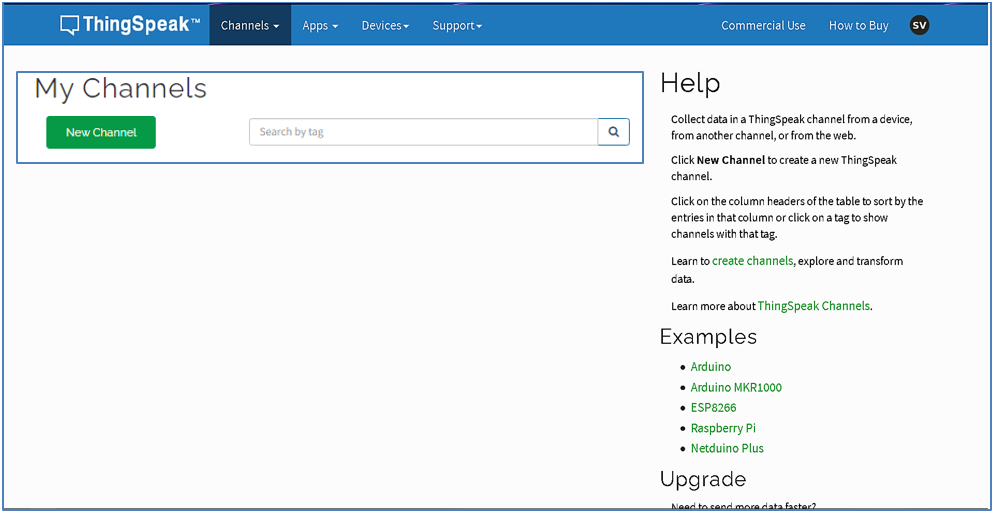 ThingSpeak™ Channels Apps Devices Support Commercial Use How to Buy SV
My Channels
New Channel Search by tag
Help
Collect data in a ThingSpeak channel from a device,
from another channel, or from the web.
Click New Channel to create a new ThingSpeak
channel.
Click on the column headers of the table to sort by the
entries in that column or click on a tag to show
channels with that tag.
Learn to create channels, explore and transform
data.
Learn more about ThingSpeak Channels.
Examples
Arduino
Arduino MKR1000
ESP8266
Raspberry Pi
Netduino Plus
Upgrade
Need to send more data faster?